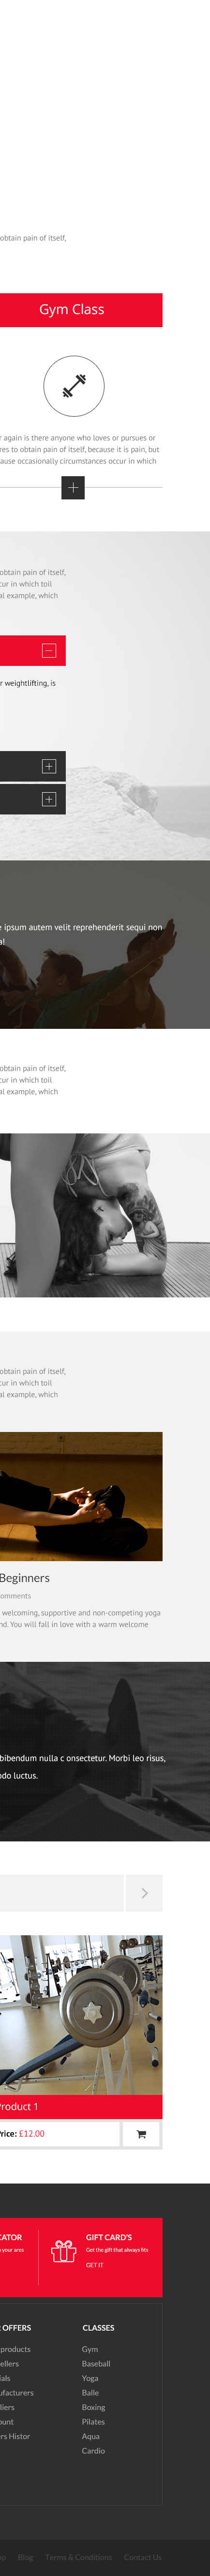 obtain pain of itself,
Gym Class
again is there anyone who loves or pursues or
res to obtain pain of itself, because it is pain, but
ause occasionally circumstances occur in which
obtain pain of itself,
cur in which toil
al example, which
r weightlifting, is
ipsum autem velit reprehenderit sequi non
a!
obtain pain of itself,
cur in which toil
al example, which
obtain pain of itself,
cur in which toil
al example, which
Beginners
omments
welcoming, supportive and non-competing yoga
nd. You will fall in love with a warm welcome
bibendum nulla c onsectetur. Morbi leo risus,
odo luctus.
Product 1
Price: £12.00
CATOR
your area
GIFT CARD'S
Get the gift that always fits
GET IT
OFFERS
products
ellers
ials
ufacturers
liers
ount
ers Histor
CLASSES
Gym
Baseball
Yoga
Balle
Boxing
Pilates
Aqua
Cardio
op Blog Terms & Conditions Contact Us